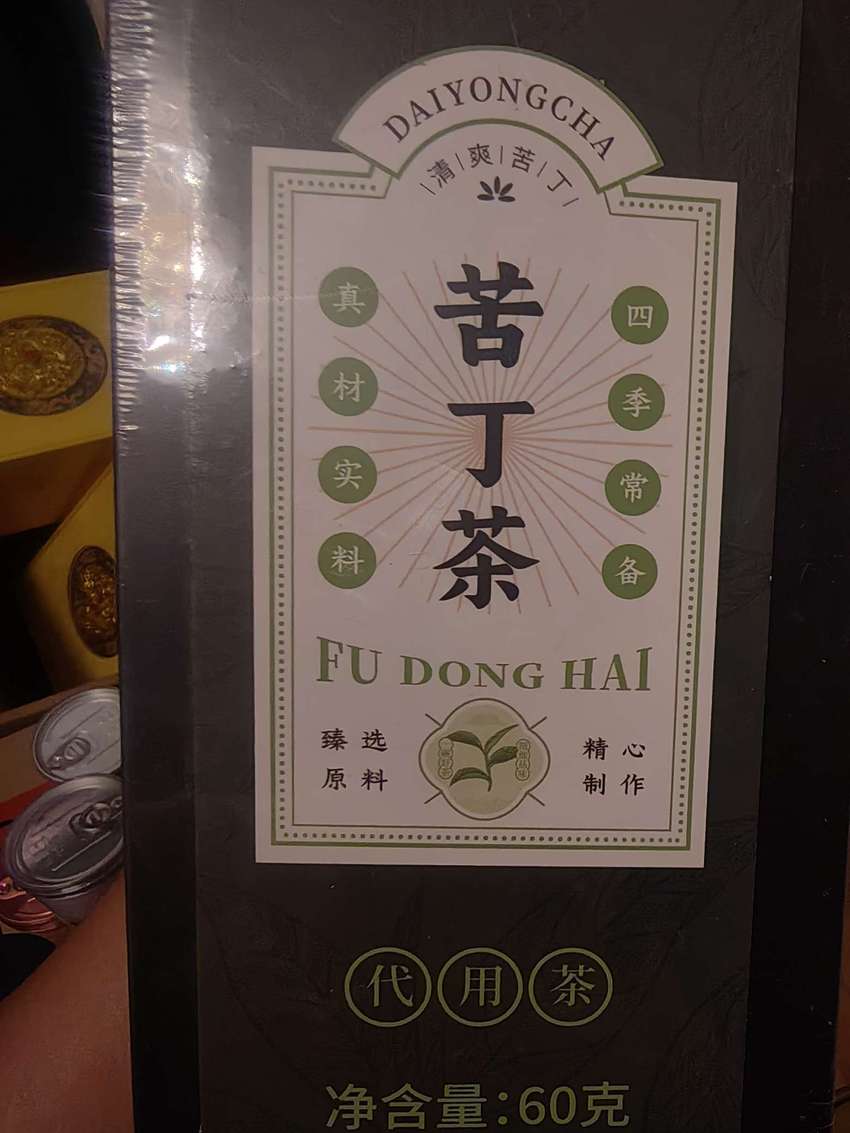 DAIYONGCHA
清|爽|苦|丁
苦丁茶
真材实料
四季常备
FU DONG HAI
臻选
原料
精心
制作
代用茶
净含量:60克